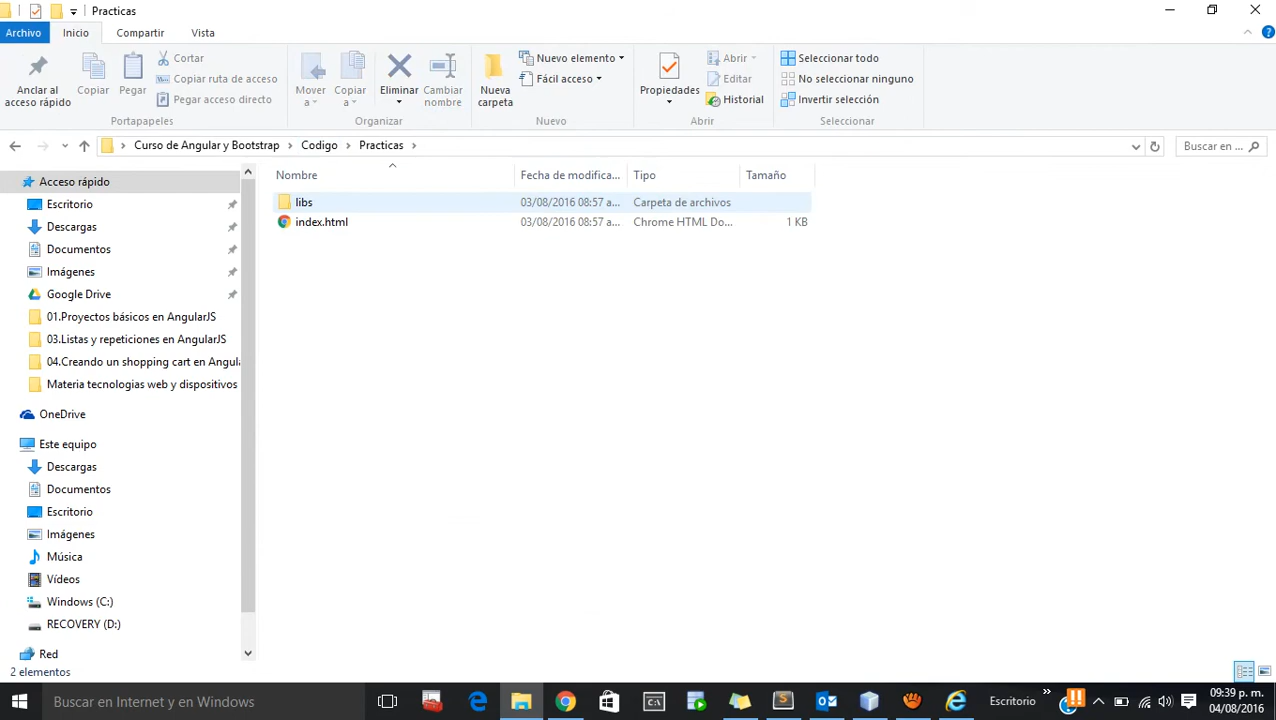 Practicas
Archivo Inicio Compartir Vista
Anclar al acceso rápido
Copiar
Pegar
Cortar
Copiar ruta de acceso
Pegar acceso directo
Portapapeles
Mover a
Copiar a
Eliminar
Cambiar nombre
Organizar
Nueva carpeta
Nuevo elemento
Fácil acceso
Nuevo
Propiedades
Abrir
Editar
Historial
Abrir
Seleccionar todo
No seleccionar ninguno
Invertir selección
Seleccionar
Curso de Angular y Bootstrap > Codigo > Practicas >
Buscar en ...
Nombre Fecha de modifica... Tipo Tamaño
libs 03/08/2016 08:57 a... Carpeta de archivos
index.html 03/08/2016 08:57 a... Chrome HTML Do... 1 KB
Acceso rápido
Escritorio
Descargas
Documentos
Imágenes
Google Drive
01.Proyectos básicos en AngularJS
03.Listas y repeticiones en AngularJS
04.Creando un shopping cart en Angul
Materia tecnologias web y dispositivos
OneDrive
Este equipo
Descargas
Documentos
Escritorio
Imágenes
Música
Vídeos
Windows (C:)
RECOVERY (D:)
Red
2 elementos
Buscar en Internet y en Windows
Escritorio
09:39 p. m.
04/08/2016